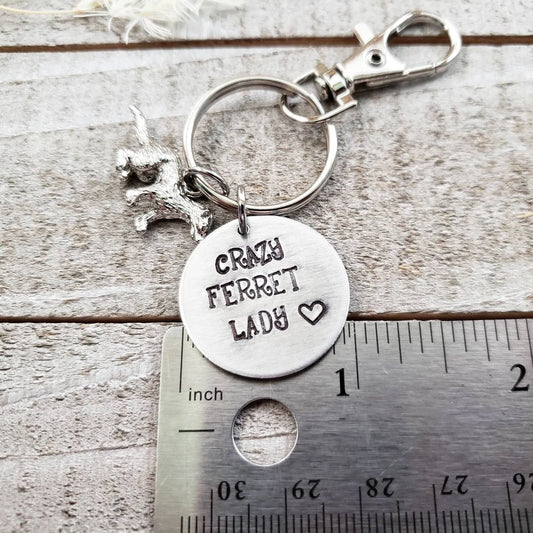 CRAZY
FERRET
LADY ♡
1
2
inch
30 29 28 27 26